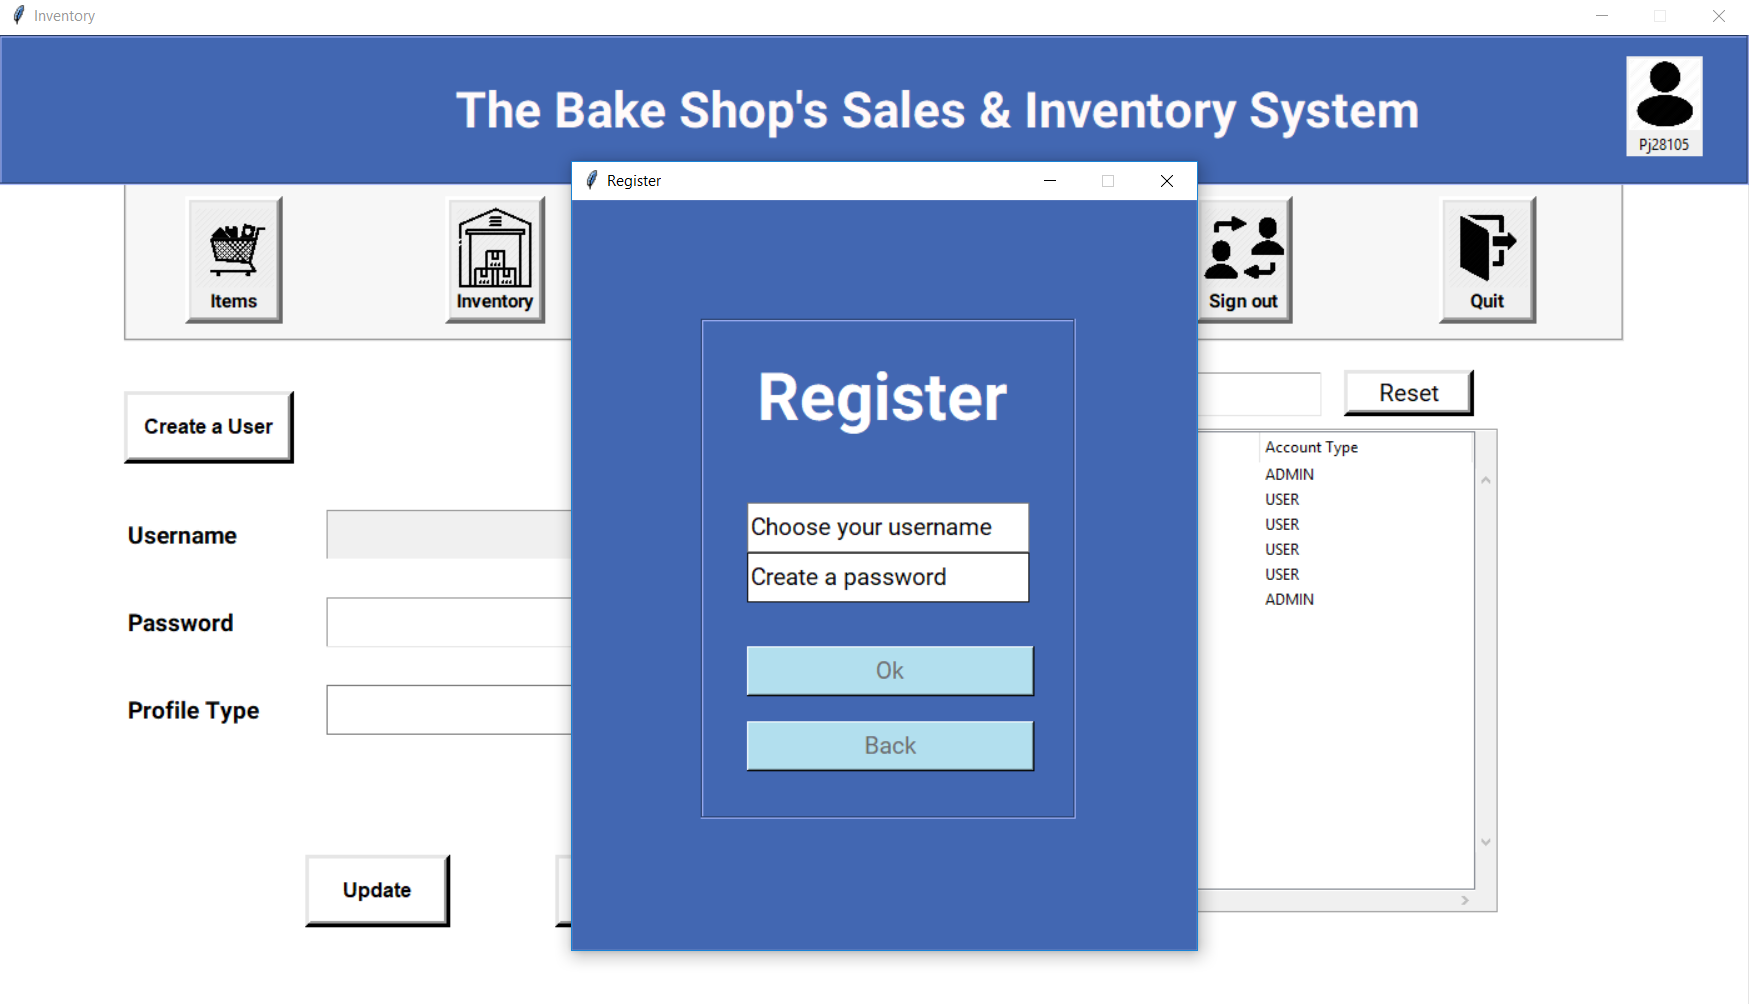 Inventory
The Bake Shop's Sales & Inventory System
Pj28105
Register
Items
Inventory
Sign out
Quit
Create a User
Reset
Register
Account Type
ADMIN
USER
USER
USER
USER
ADMIN
Username
Choose your username
Create a password
Password
Ok
Profile Type
Back
Update